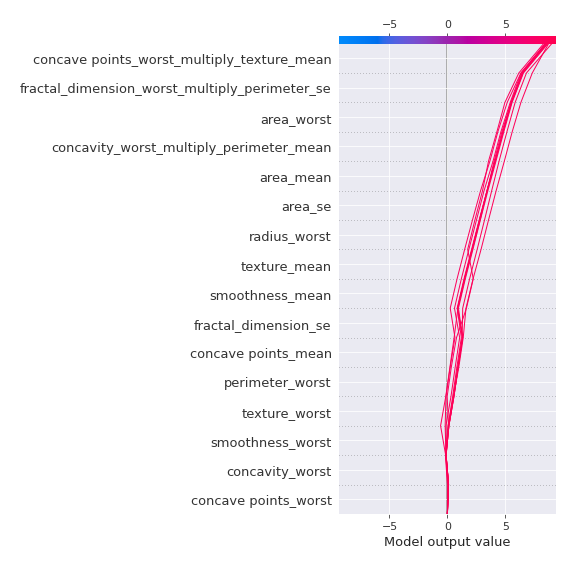 −5 0 5
concave points_worst_multiply_texture_mean
fractal_dimension_worst_multiply_perimeter_se
area_worst
concavity_worst_multiply_perimeter_mean
area_mean
area_se
radius_worst
texture_mean
smoothness_mean
fractal_dimension_se
concave points_mean
perimeter_worst
texture_worst
smoothness_worst
concavity_worst
concave points_worst
−5 0 5
Model output value